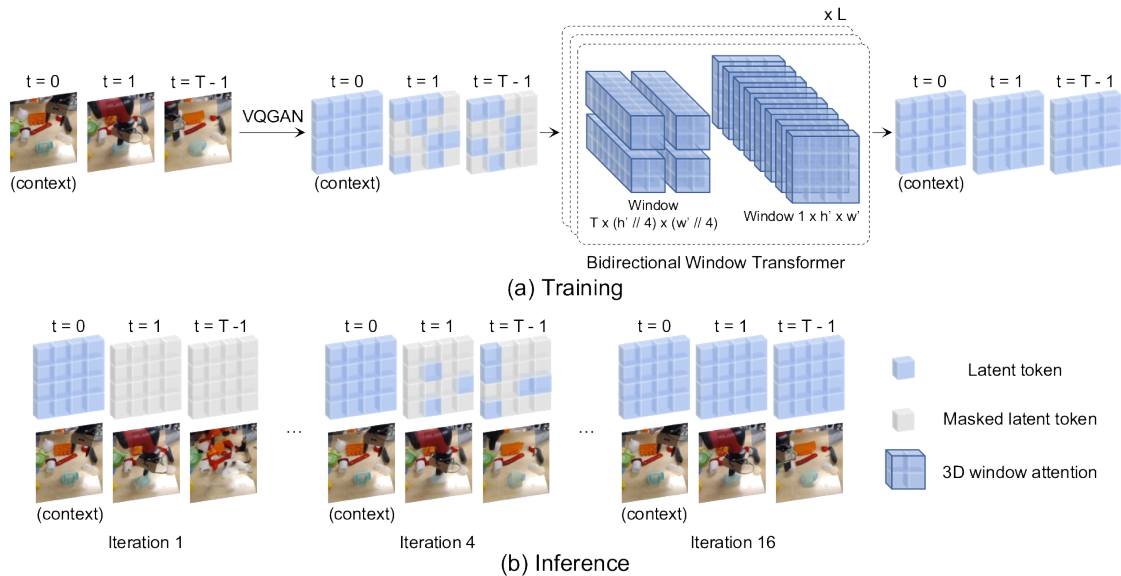 x L
t = 0 t = 1 t = T - 1 t = 0 t = 1 t = T - 1 t = 0 t = 1 t = T - 1
VQGAN
(context) (context) (context)
Window
T x (h' // 4) x (w' // 4)
Window 1 x h' x w'
Bidirectional Window Transformer
(a) Training
t = 0 t = 1 t = T -1 t = 0 t = 1 t = T - 1 t = 0 t = 1 t = T - 1
Latent token
Masked latent token
... ...
3D window attention
(context) (context) (context)
Iteration 1 Iteration 4 Iteration 16
(b) Inference